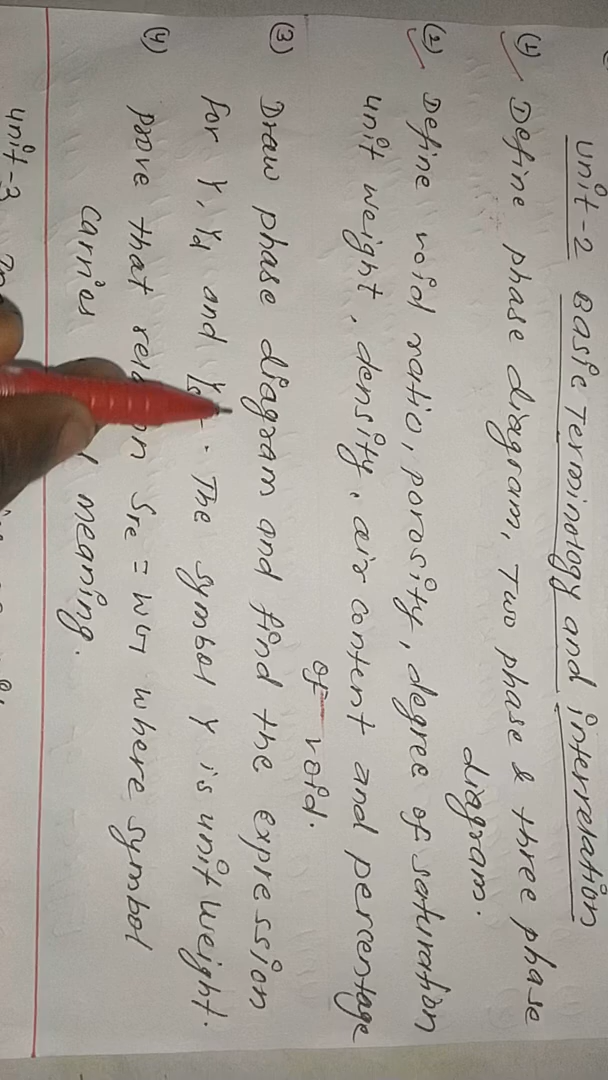 Unit-2 Basic Terminology and interrelation
(1) Define phase diagram, Two phase & three phase
diagram.
(2) Define void ratio, porosity, degree of saturation
unit weight, density, air content and percentage
of void.
(3) Draw phase diagram and find the expression
for γ, γd and . The symbol γ is unit weight.
(4) prove that Sre = wG where symbol
carries meaning.
unit-3